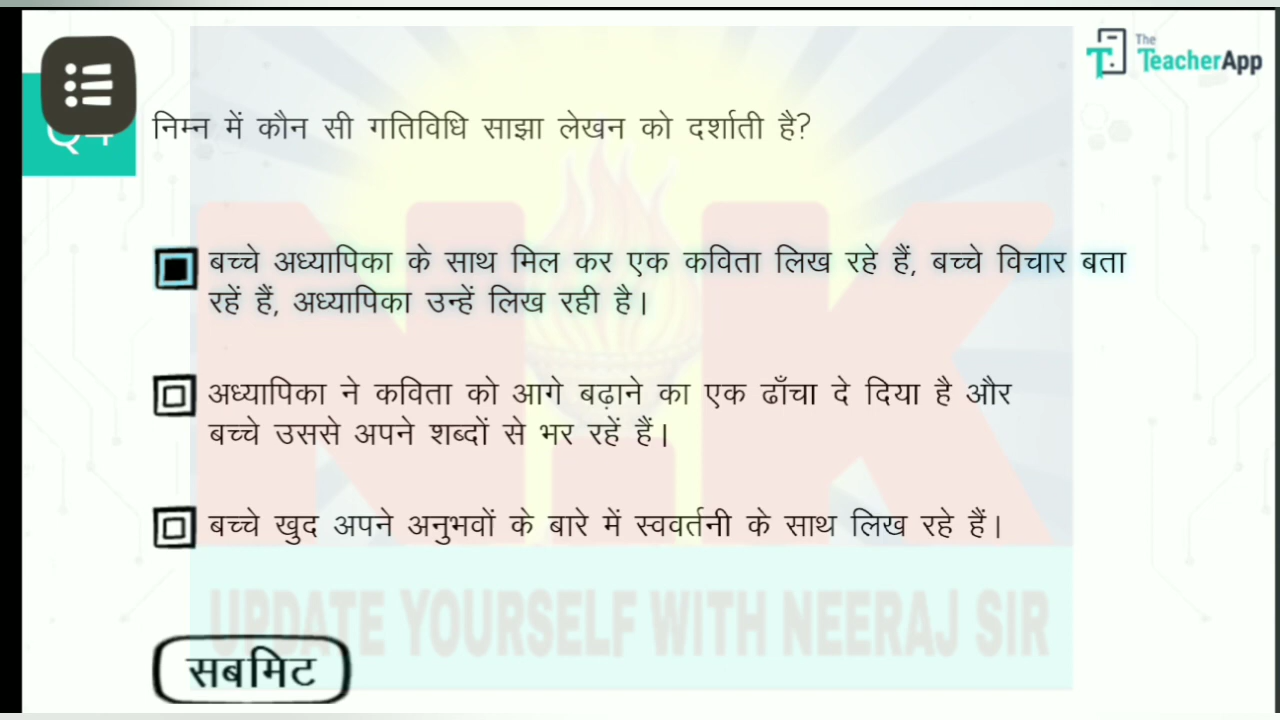 The
TeacherApp
Q4
निम्न में कौन सी गतिविधि साझा लेखन को दर्शाती है?
बच्चे अध्यापिका के साथ मिल कर एक कविता लिख रहे हैं, बच्चे विचार बता
रहें हैं, अध्यापिका उन्हें लिख रही है।
अध्यापिका ने कविता को आगे बढ़ाने का एक ढाँचा दे दिया है और
बच्चे उससे अपने शब्दों से भर रहें हैं।
बच्चे खुद अपने अनुभवों के बारे में स्ववर्तनी के साथ लिख रहे हैं।
N.K
UPDATE YOURSELF WITH NEERAJ SIR
सबमिट